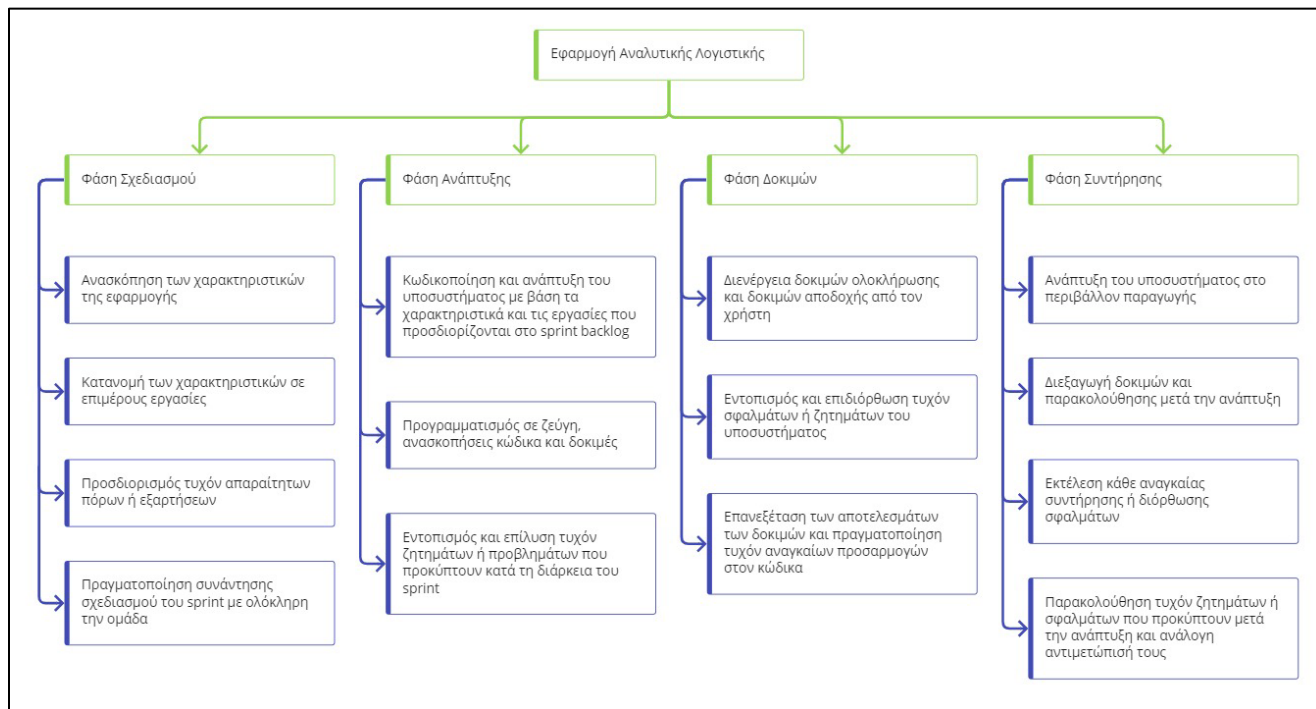 Εφαρμογή Αναλυτικής Λογιστικής
Φάση Σχεδιασμού
Ανασκόπηση των χαρακτηριστικών
της εφαρμογής
Κατανομή των χαρακτηριστικών σε
επιμέρους εργασίες
Προσδιορισμός τυχόν απαραίτητων
πόρων ή εξαρτήσεων
Πραγματοποίηση συνάντησης
σχεδιασμού του sprint με ολόκληρη
την ομάδα
Φάση Ανάπτυξης
Κωδικοποίηση και ανάπτυξη του
υποσυστήματος με βάση τα
χαρακτηριστικά και τις εργασίες που
προσδιορίζονται στο sprint backlog
Προγραμματισμός σε ζεύγη,
ανασκοπήσεις κώδικα και δοκιμές
Εντοπισμός και επίλυση τυχόν
ζητημάτων ή προβλημάτων που
προκύπτουν κατά τη διάρκεια του
sprint
Φάση Δοκιμών
Διενέργεια δοκιμών ολοκλήρωσης
και δοκιμών αποδοχής από τον
χρήστη
Εντοπισμός και επιδιόρθωση τυχόν
σφαλμάτων ή ζητημάτων του
υποσυστήματος
Επανεξέταση των αποτελεσμάτων
των δοκιμών και πραγματοποίηση
τυχόν αναγκαίων προσαρμογών
στον κώδικα
Φάση Συντήρησης
Ανάπτυξη του υποσυστήματος στο
περιβάλλον παραγωγής
Διεξαγωγή δοκιμών και
παρακολούθησης μετά την ανάπτυξη
Εκτέλεση κάθε αναγκαίας
συντήρησης ή διόρθωσης
σφαλμάτων
Παρακολούθηση τυχόν ζητημάτων ή
σφαλμάτων που προκύπτουν μετά
την ανάπτυξη και ανάλογη
αντιμετώπισή τους